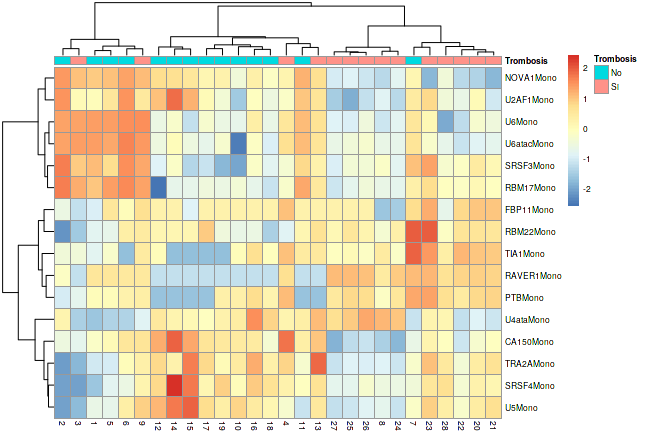 Trombosis
Trombosis
NOVA1Mono
2
No
U2AF1Mono
SI
1
U6Mono
0
U6atacMono
-1
SRSF3Mono
-2
RBM17Mono
FBP11Mono
RBM22Mono
TIA1Mono
RAVER1Mono
PTBMono
U4ataMono
CA150Mono
TRA2AMono
SRSF4Mono
U5Mono
2 3 1 5 6 9 12 14 15 17 19 10 16 18 4 11 13 27 25 26 8 24 7 23 28 22 20 21